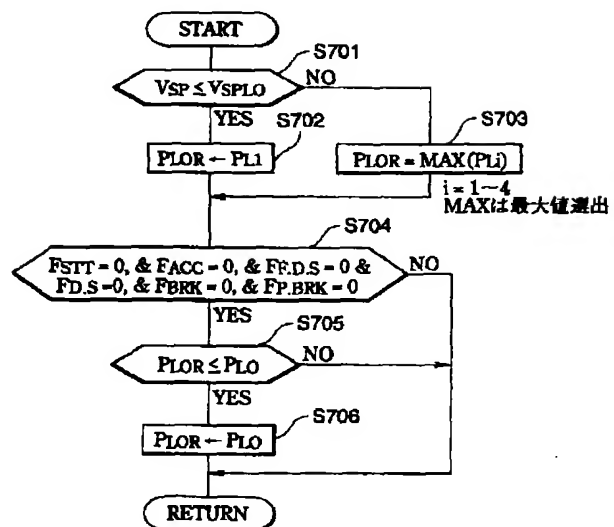 START
S701
VSP ≤ VSPLO
NO
YES
S702
S703
PLOR ← PL1
PLOR = MAX(PLi)
i = 1~4
MAXは最大値選出
S704
FSTT = 0, & FACC = 0, & FF.D.S = 0 &
FD.S = 0, & FBRK = 0, & FP.BRK = 0
NO
YES
S705
PLOR ≤ PLO
NO
YES
S706
PLOR ← PLO
RETURN